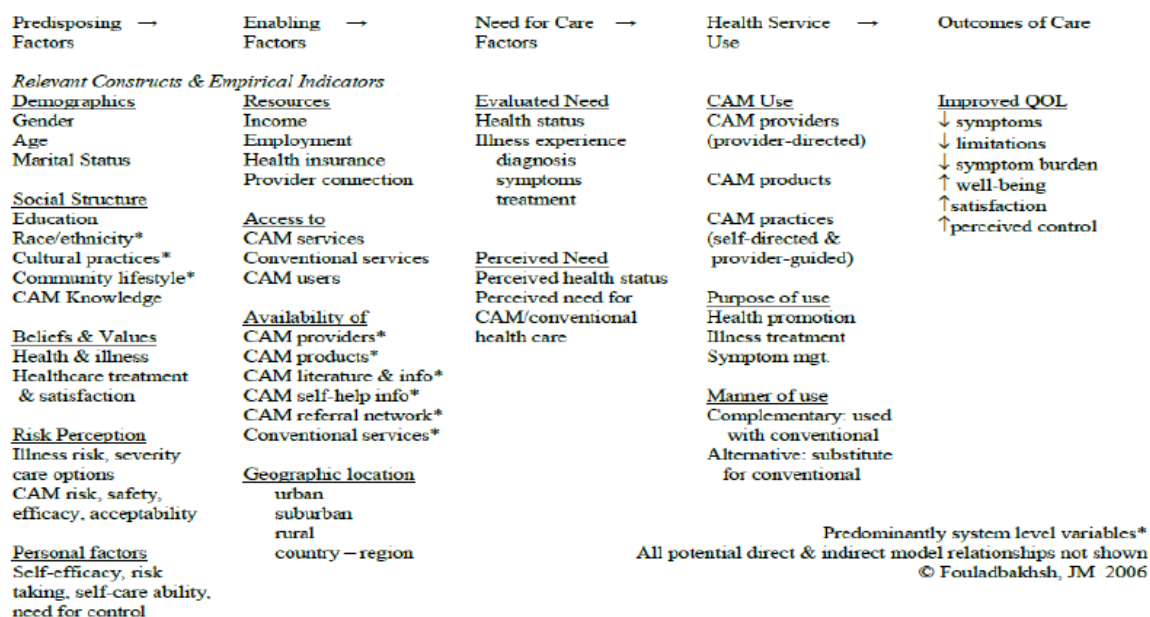 Predisposing →
Factors
Enabling →
Factors
Need for Care →
Factors
Health Service →
Use
Outcomes of Care
Relevant Constructs & Empirical Indicators
Demographics
Gender
Age
Marital Status
Social Structure
Education
Race/ethnicity*
Cultural practices*
Community lifestyle*
CAM Knowledge
Beliefs & Values
Health & illness
Healthcare treatment
& satisfaction
Risk Perception
Illness risk, severity
care options
CAM risk, safety,
efficacy, acceptability
Personal factors
Self-efficacy, risk
taking, self-care ability,
need for control
Resources
Income
Employment
Health insurance
Provider connection
Access to
CAM services
Conventional services
CAM users
Availability of
CAM providers*
CAM products*
CAM literature & info*
CAM self-help info*
CAM referral network*
Conventional services*
Geographic location
urban
suburban
rural
country – region
Evaluated Need
Health status
Illness experience
diagnosis
symptoms
treatment
Perceived Need
Perceived health status
Perceived need for
CAM/conventional
health care
CAM Use
CAM providers
(provider-directed)
CAM products
CAM practices
(self-directed &
provider-guided)
Purpose of use
Health promotion
Illness treatment
Symptom mgt.
Manner of use
Complementary: used
with conventional
Alternative: substitute
for conventional
Improved QOL
↓ symptoms
↓ limitations
↓ symptom burden
↑ well-being
↑satisfaction
↑perceived control
Predominantly system level variables*
All potential direct & indirect model relationships not shown
© Fouladbakhsh, JM 2006